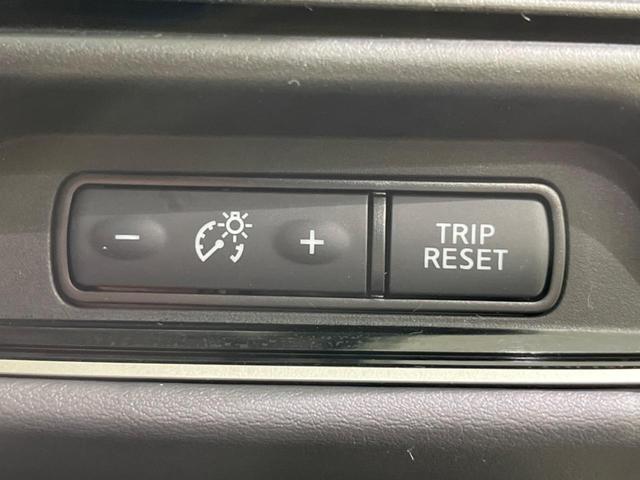 - +
TRIP
RESET